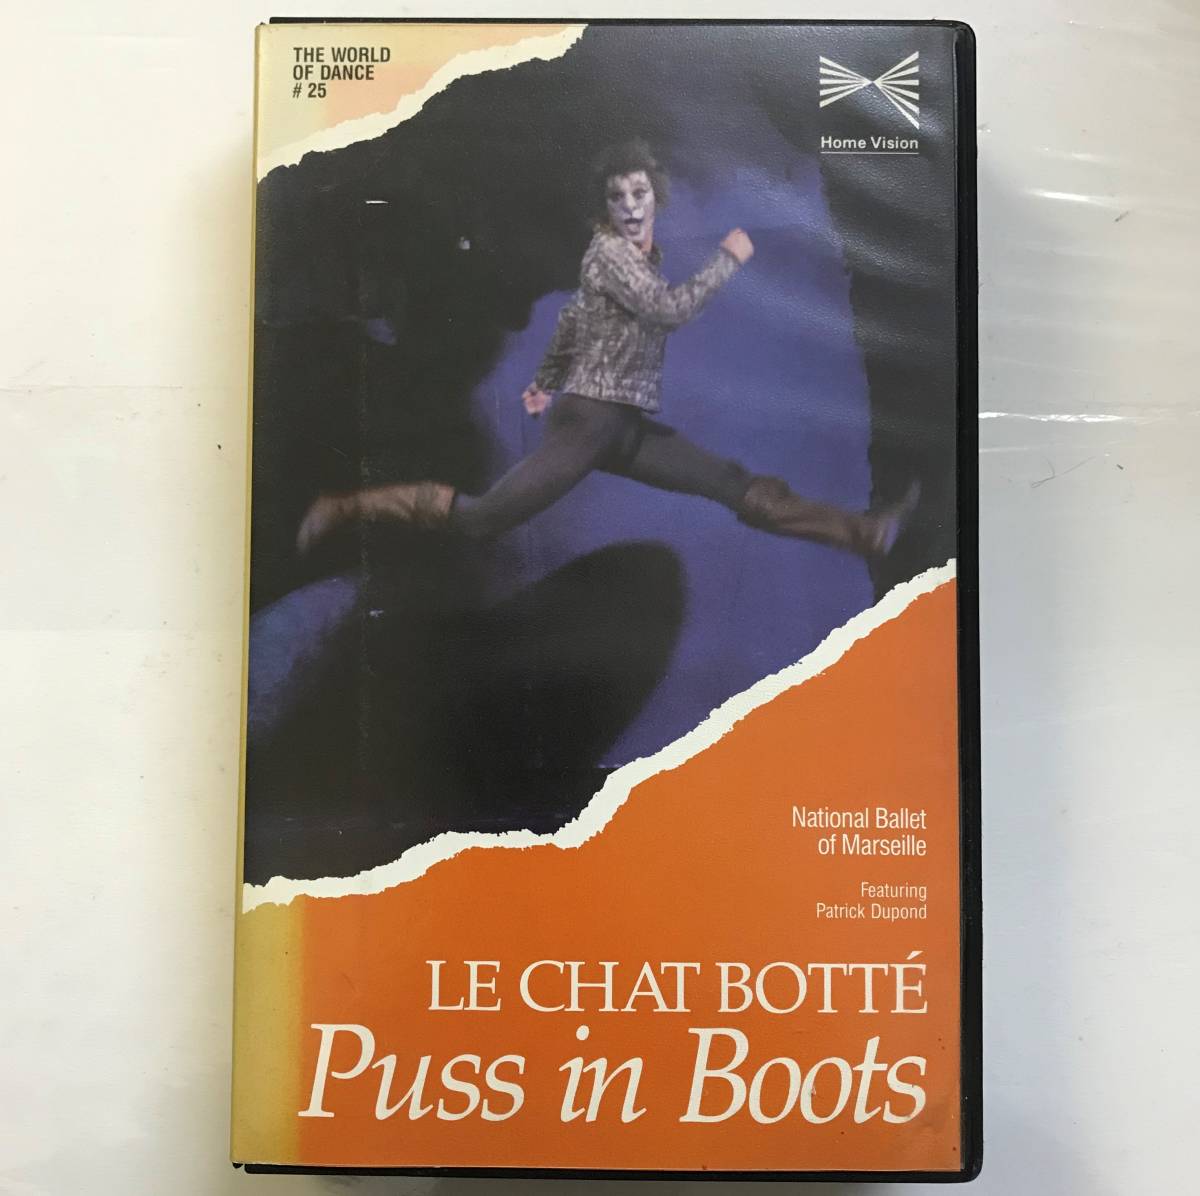 THE WORLD
OF DANCE
# 25
Home Vision
National Ballet
of Marseille
Featuring
Patrick Dupond
LE CHAT BOTTÉ
Puss in Boots